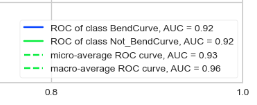 ROC of class BendCurve, AUC = 0.92
ROC of class Not_BendCurve, AUC = 0.92
micro-average ROC curve, AUC = 0.93
macro-average ROC curve, AUC = 0.96
0.8 1.0